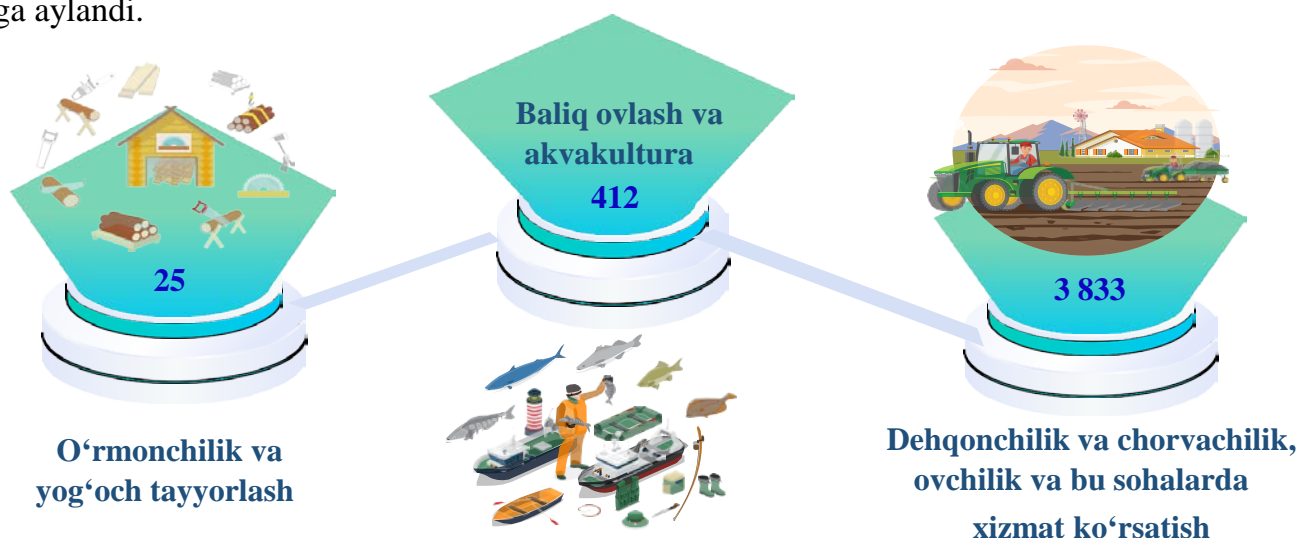 ga aylandi.
Baliq ovlash va
akvakultura
412
25
3 833
O‘rmonchilik va
yog‘och tayyorlash
Dehqonchilik va chorvachilik,
ovchilik va bu sohalarda
xizmat ko‘rsatish